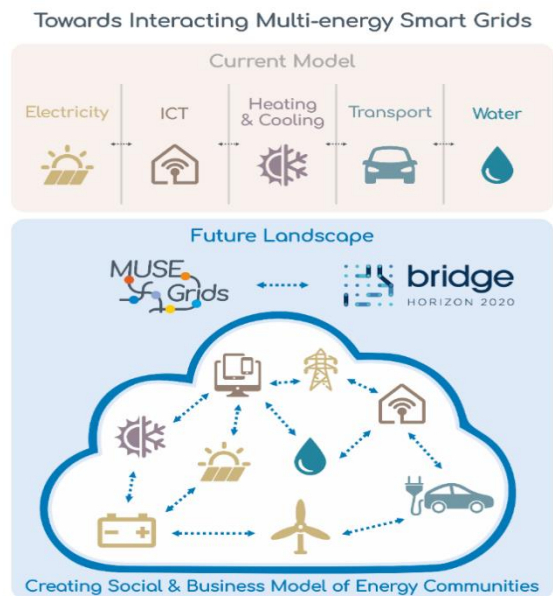 Towards Interacting Multi-energy Smart Grids
Current Model
Electricity
ICT
Heating
& Cooling
Transport
Water
Future Landscape
MUSE
Grids
bridge
HORIZON 2020
Creating Social & Business Model of Energy Communities